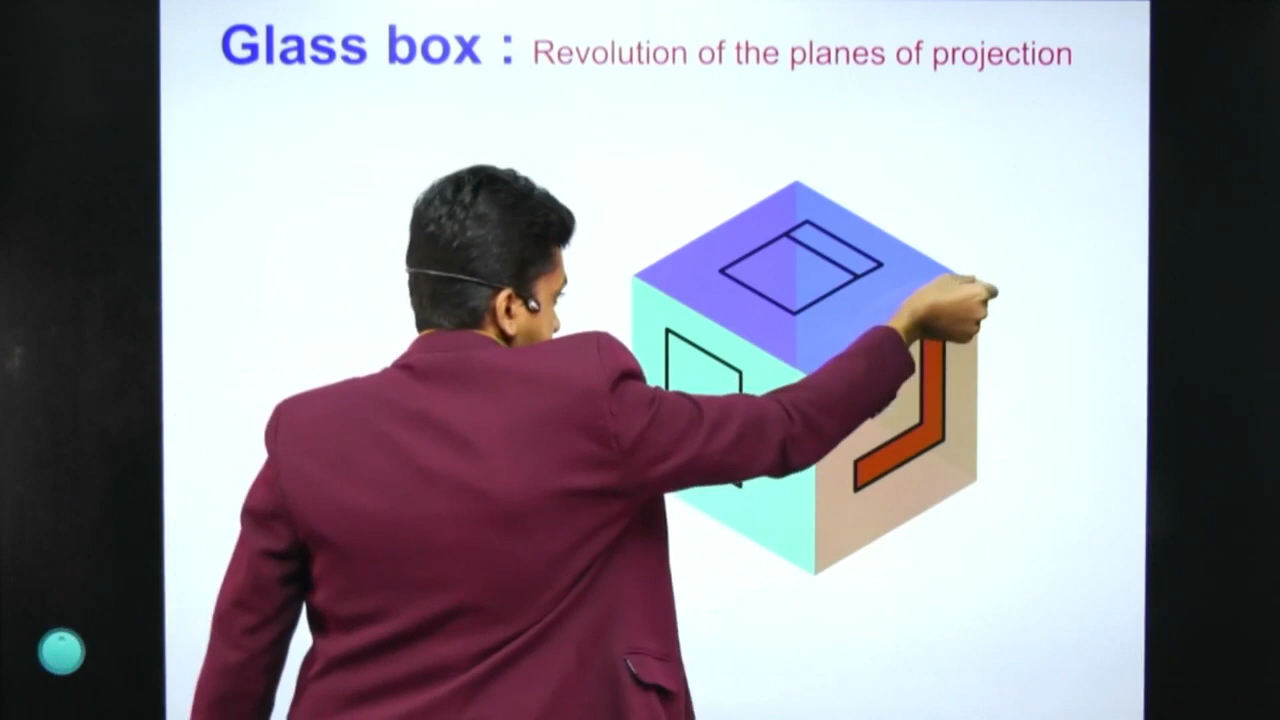 Glass box : Revolution of the planes of projection